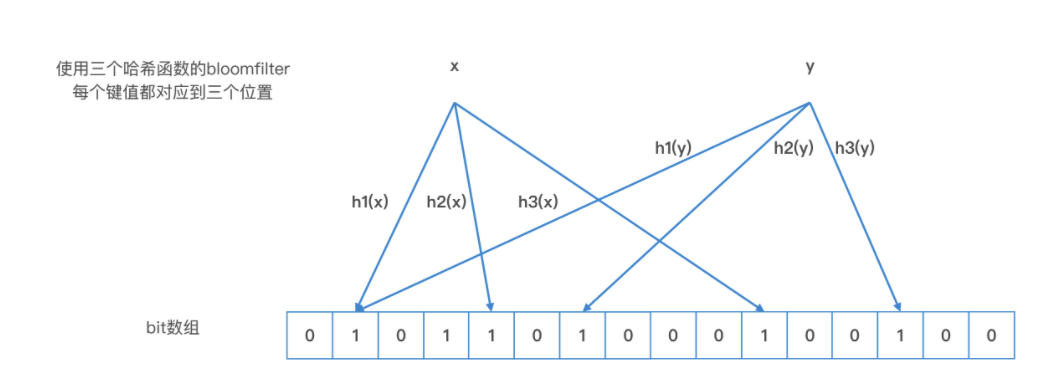 使用三个哈希函数的bloomfilter
每个键值都对应到三个位置
x
y
h1(y)
h2(y)
h3(y)
h1(x)
h2(x)
h3(x)
bit数组
0 1 0 1 1 0 1 0 0 0 1 0 0 1 0 0